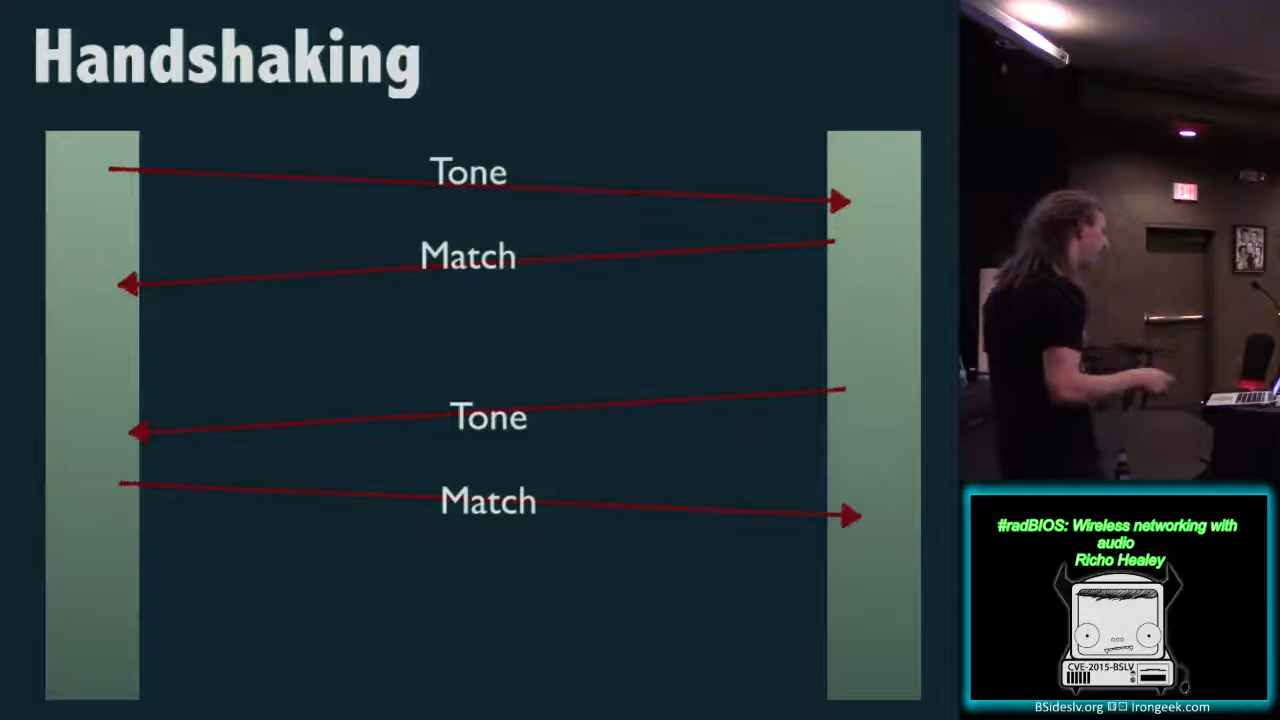 Handshaking
Tone
Match
Tone
Match
EXIT
#radBIOS: Wireless networking with
audio
Richo Healey
CVE-2015-BSLV
BSideslv.org Irongeek.com